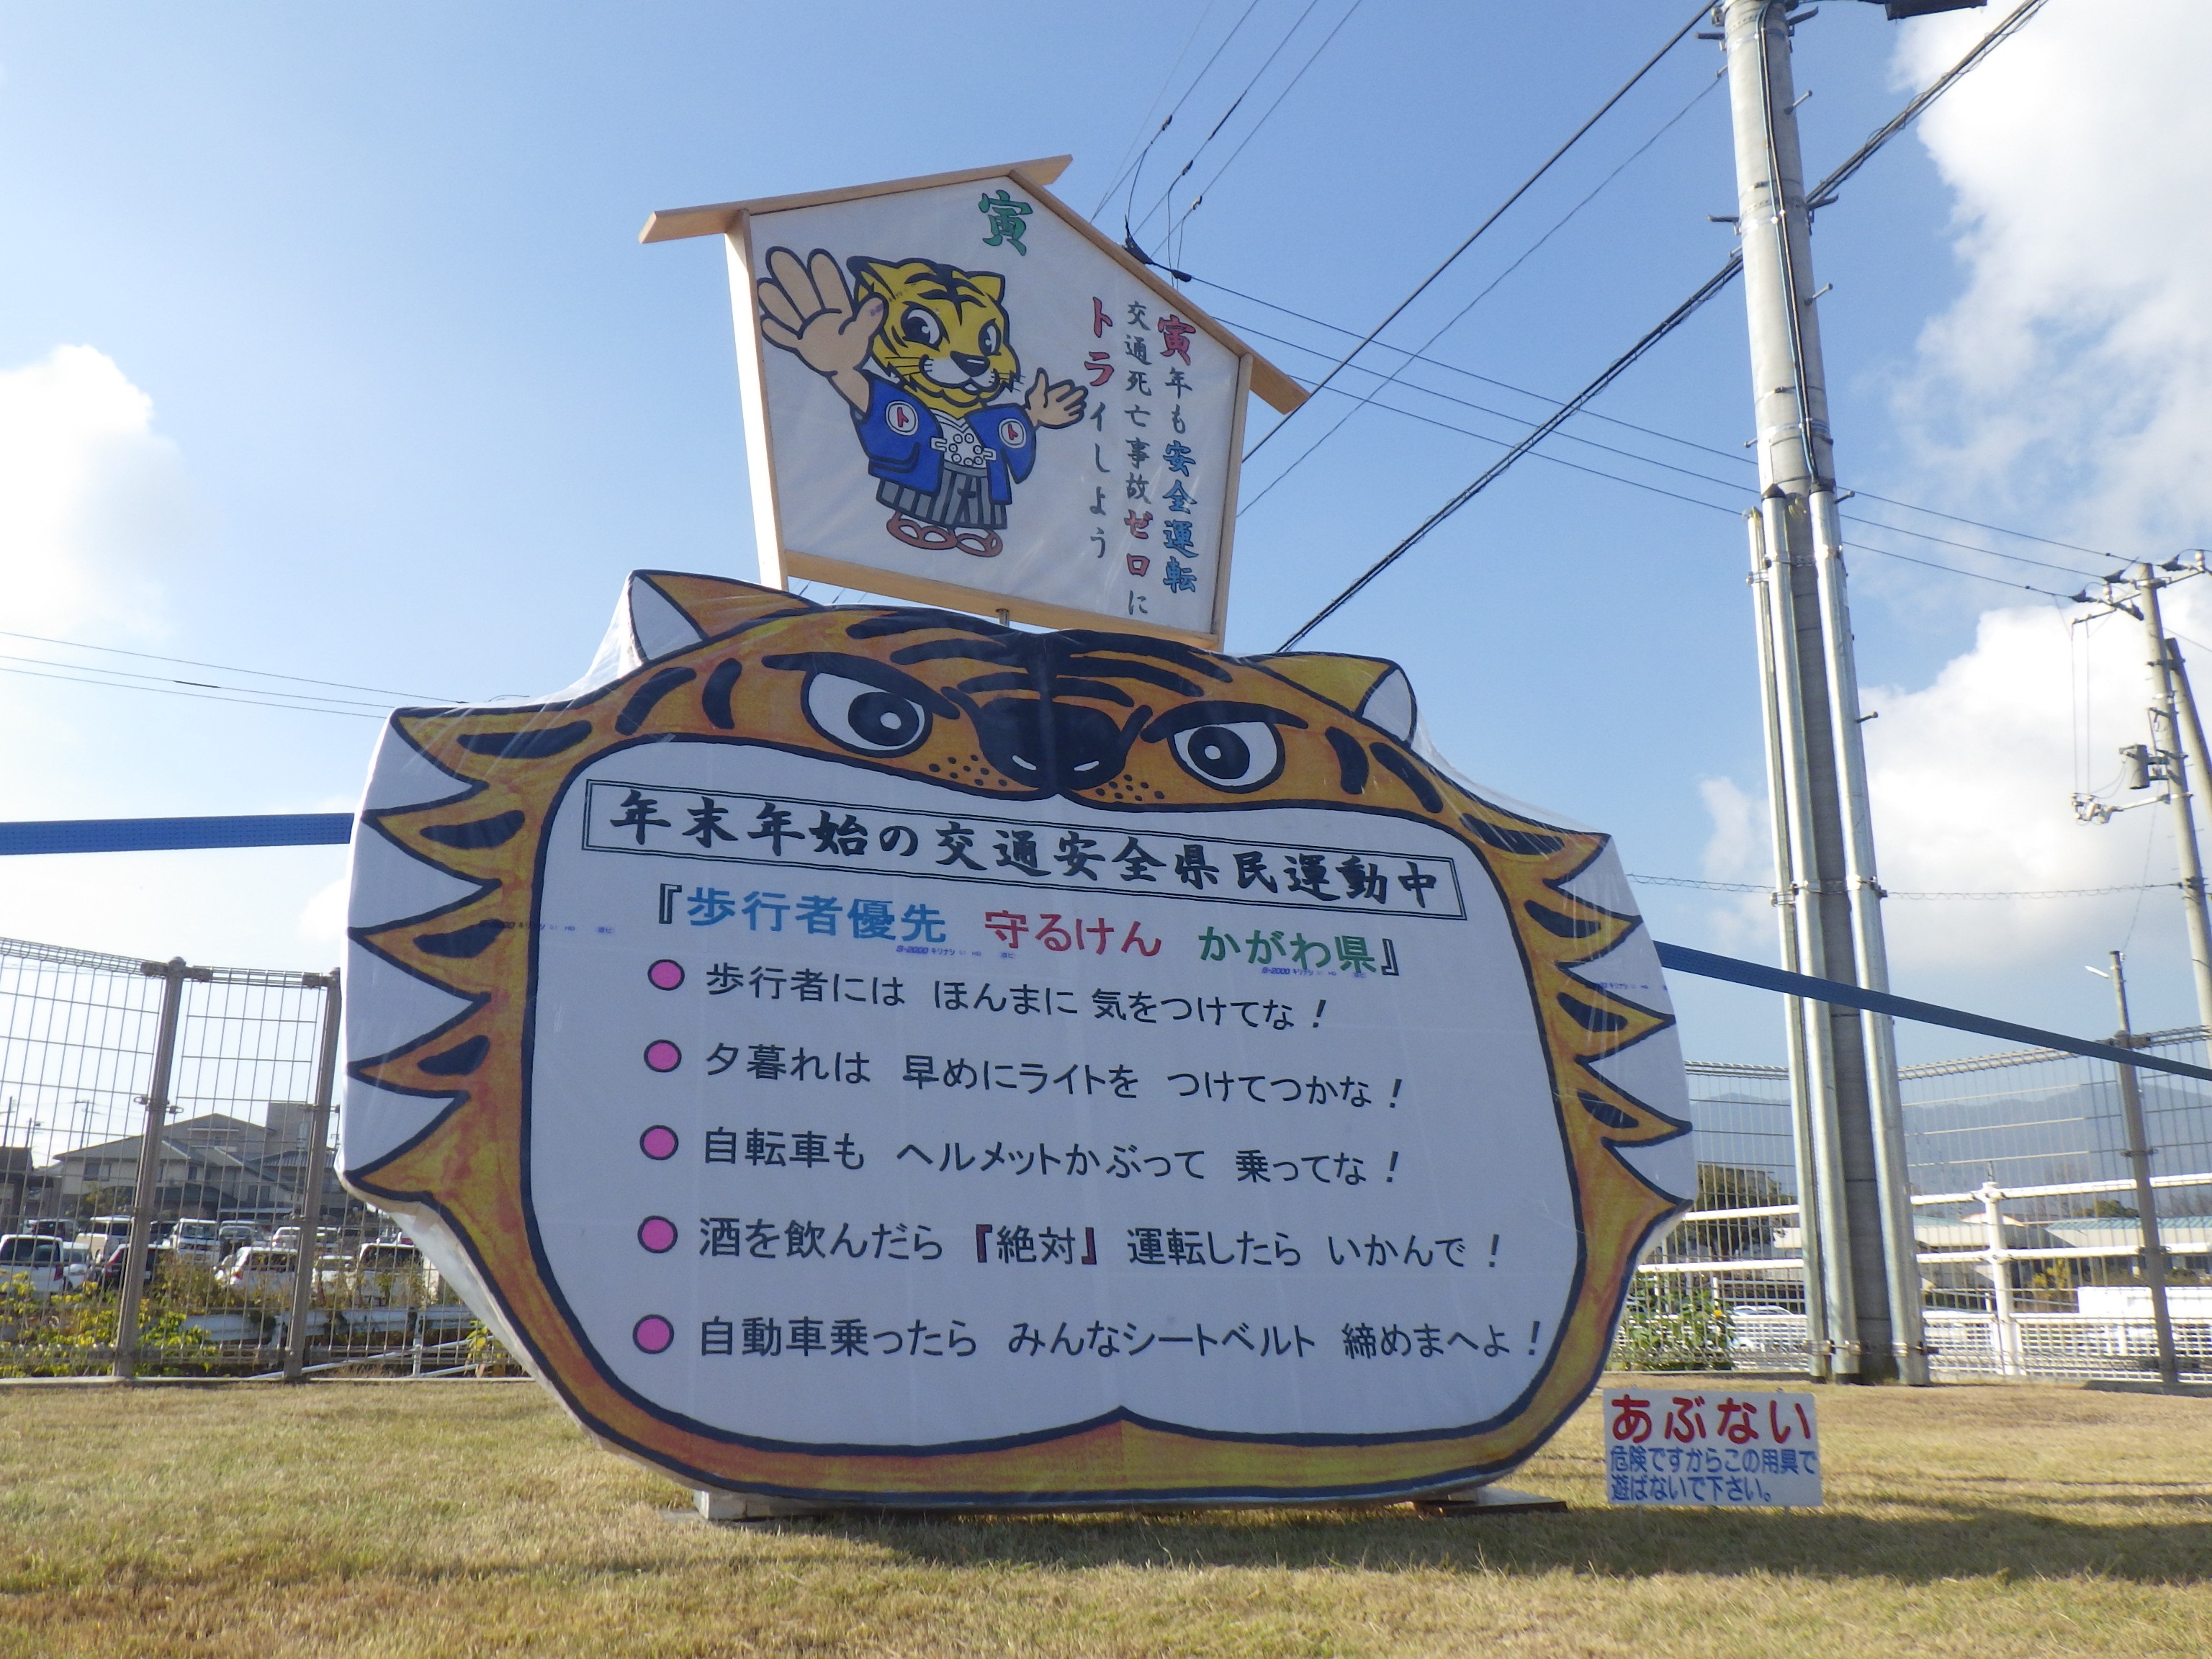 寅
寅年も安全運転
交通死亡事故ゼロに
トライしよう
ト ト
年末年始の交通安全県民運動中
『歩行者優先 守るけん かがわ県』
歩行者には ほんまに 気をつけてな!
夕暮れは 早めにライトを つけてつかな!
自転車も ヘルメットかぶって 乗ってな!
酒を飲んだら 『絶対』 運転したら いかんで!
自動車乗ったら みんなシートベルト 締めまへよ!
あぶない
危険ですからこの用具で
遊ばないで下さい。